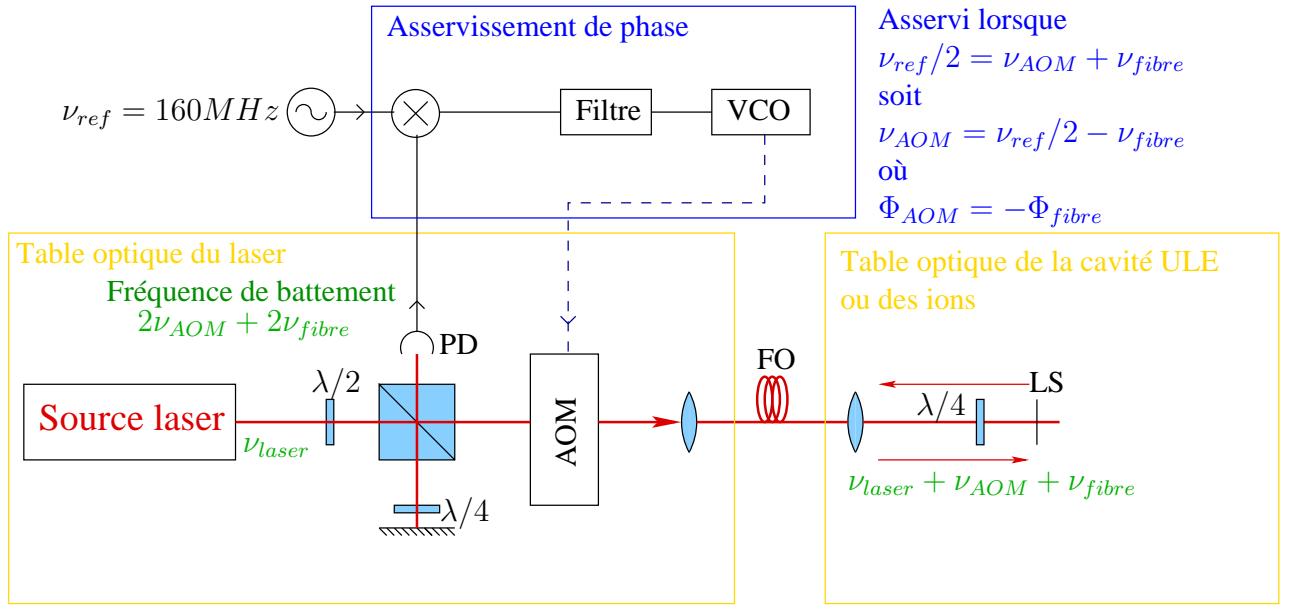 Asservissement de phase
Asservi lorsque
ν_ref/2 = ν_AOM + ν_fibre
soit
ν_AOM = ν_ref/2 − ν_fibre
où
Φ_AOM = −Φ_fibre
ν_ref = 160MHz
Filtre
VCO
Table optique du laser
Fréquence de battement
2ν_AOM + 2ν_fibre
PD
Table optique de la cavité ULE
ou des ions
Source laser
ν_laser
λ/2
λ/4
AOM
FO
λ/4
LS
ν_laser + ν_AOM + ν_fibre